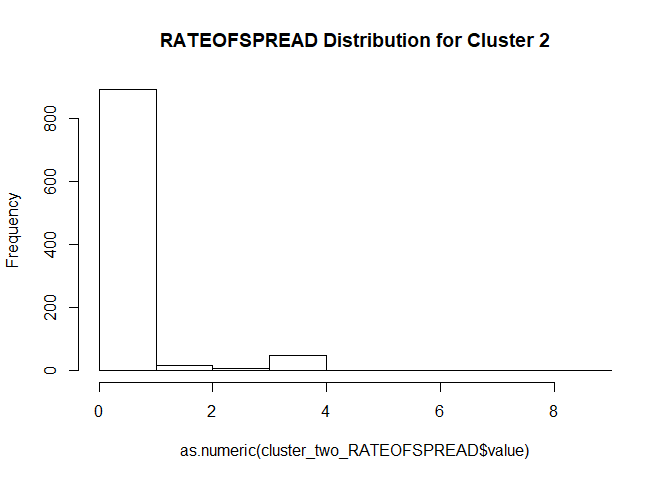 RATEOFSPREAD Distribution for Cluster 2
Frequency
800
600
400
200
0
0 2 4 6 8
as.numeric(cluster_two_RATEOFSPREAD$value)